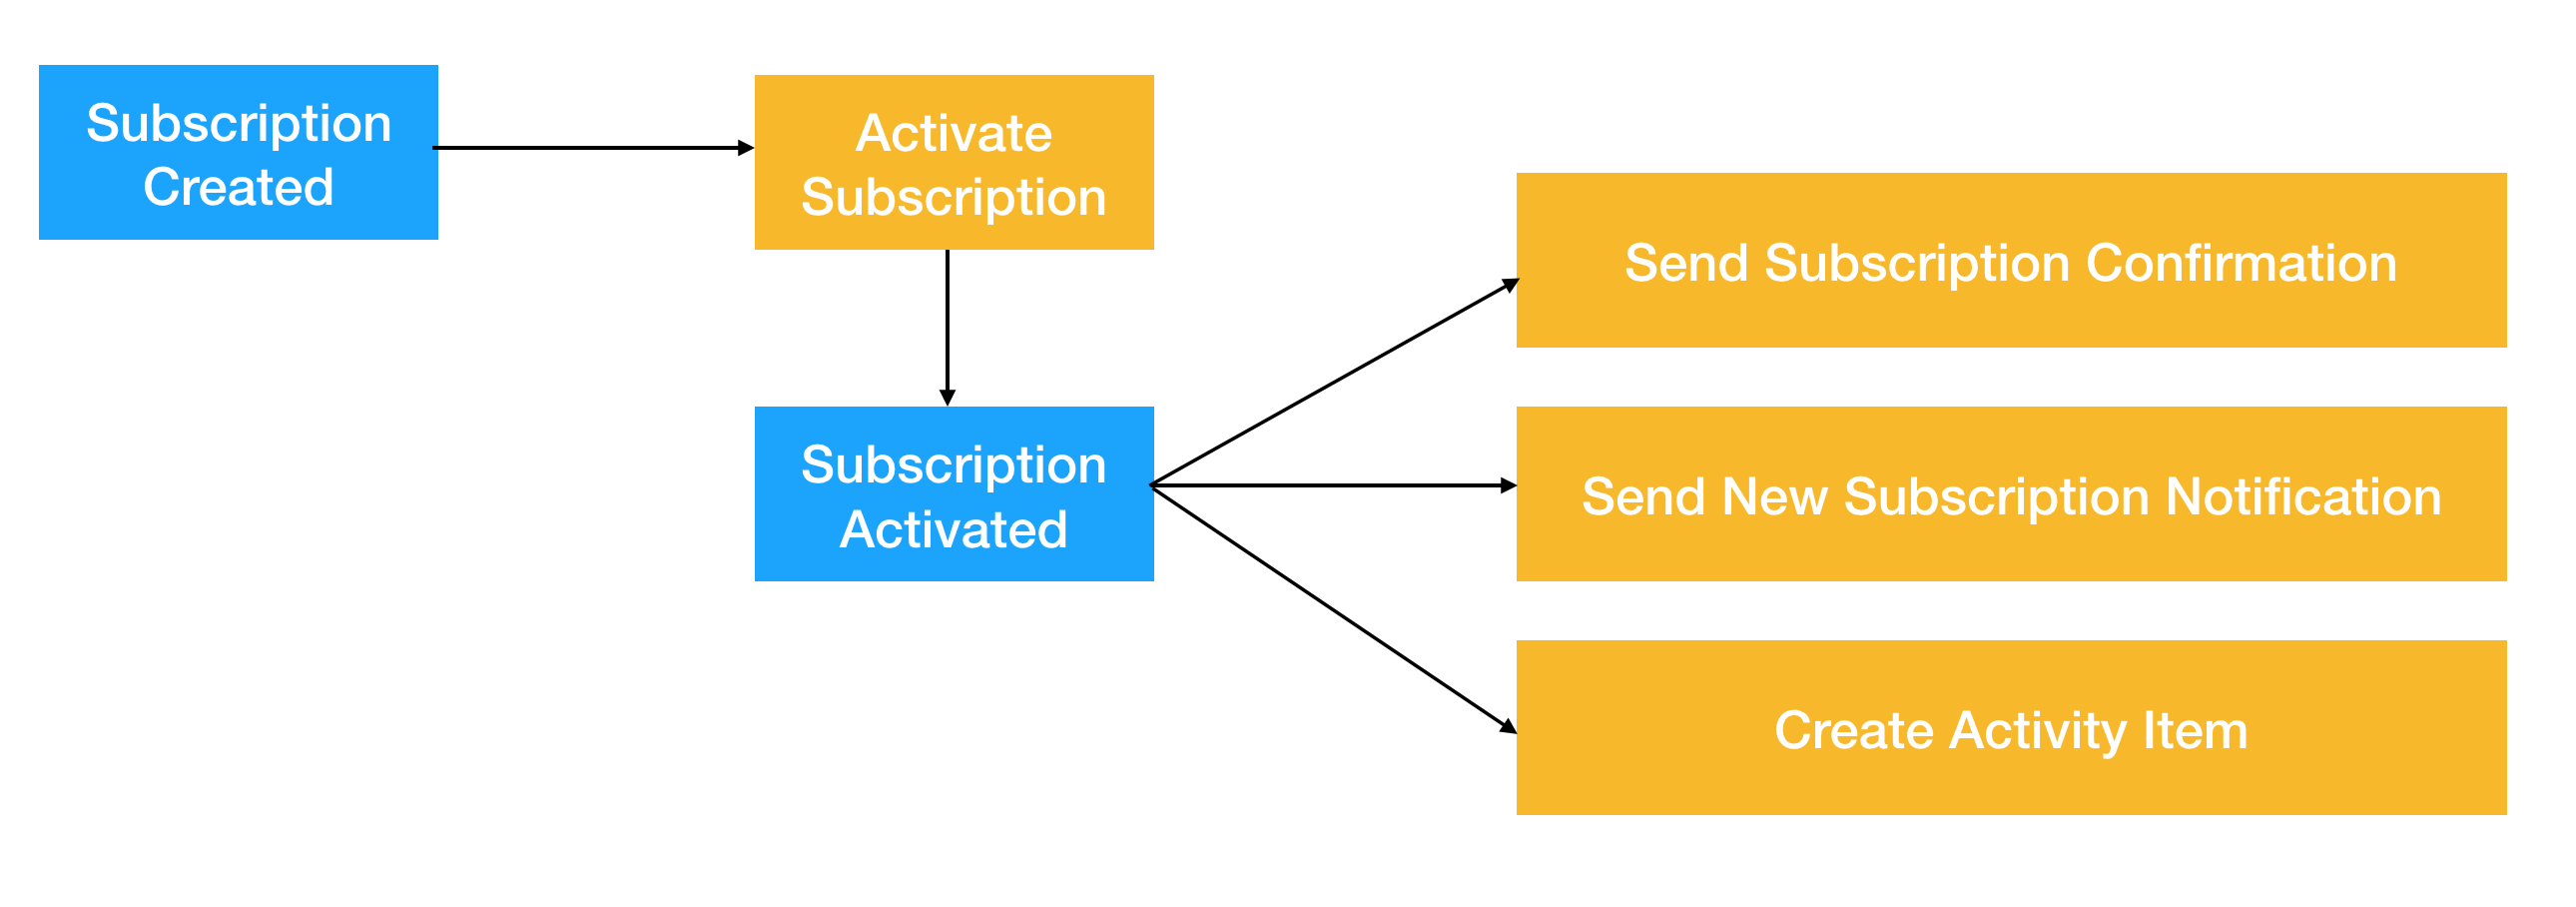 Subscription
Created
Activate
Subscription
Send Subscription Confirmation
Subscription
Activated
Send New Subscription Notification
Create Activity Item